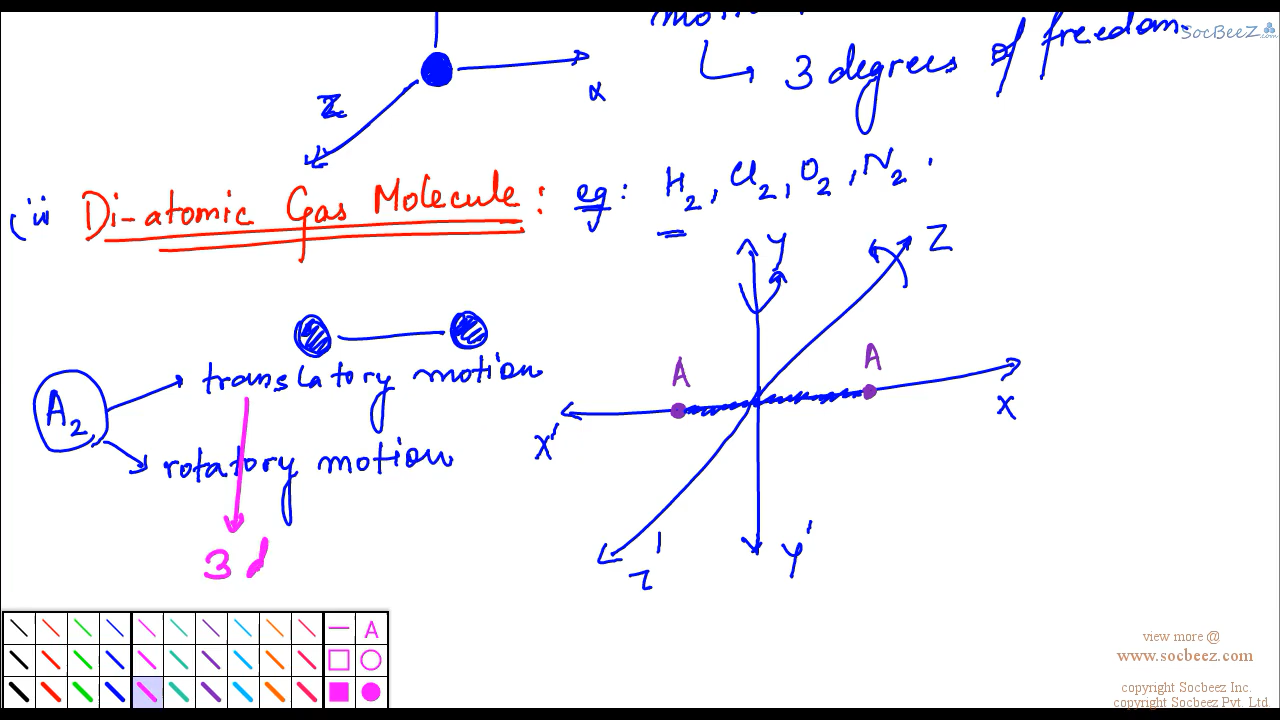 SocBeeZ.com
3 degrees of freedom.
Z
x
(ii Di-atomic Gas Molecule : eg : H2, Cl2, O2, N2
Y
Z
A
A
translatory motion
A2
X
X'
rotatory motion
3 d
Y'
Z'
A
view more @
www.socbeez.com
copyright Socbeez Inc.
copyright Socbeez Pvt. Ltd.